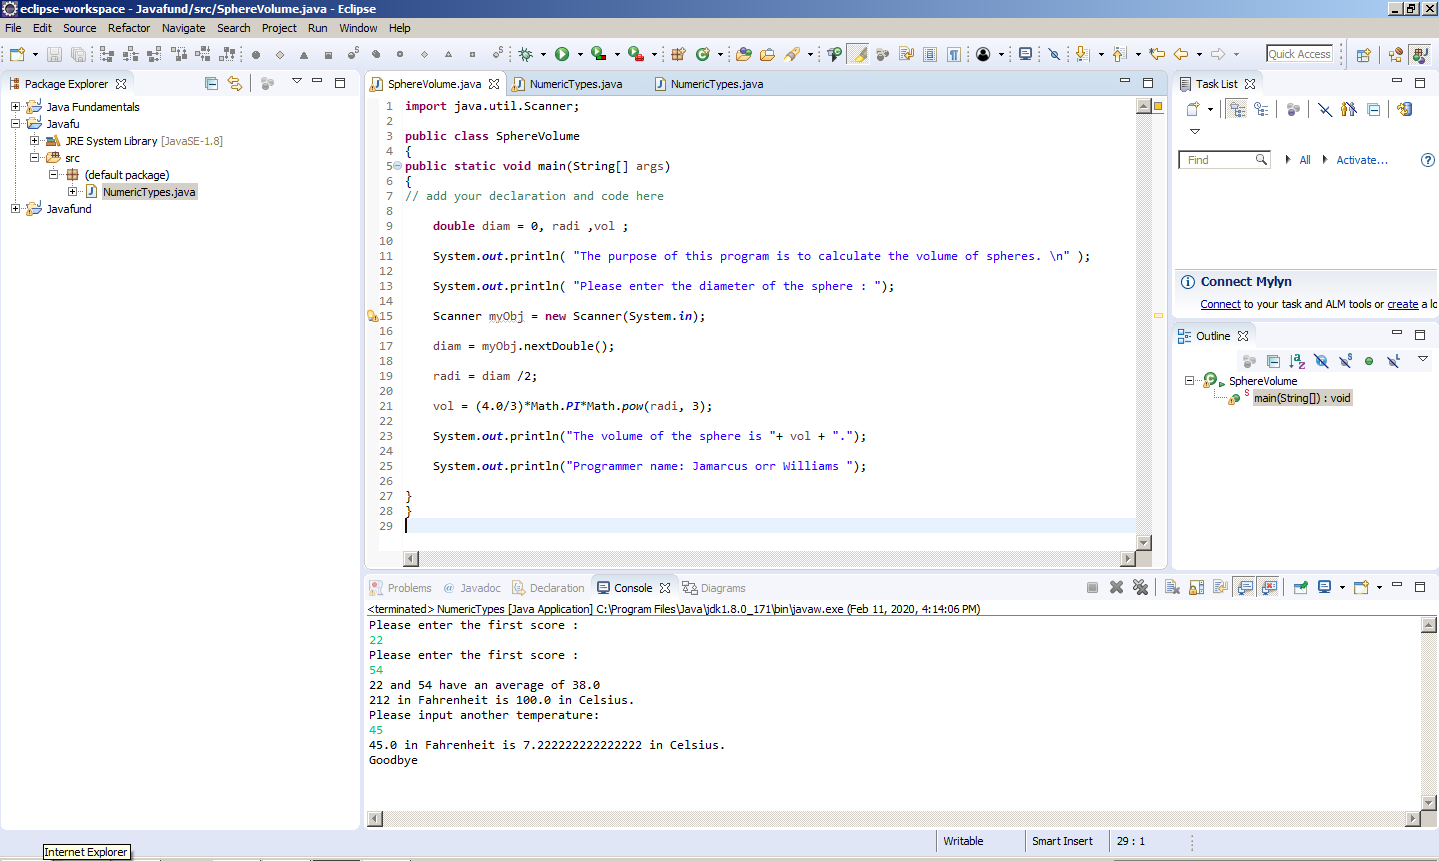 eclipse-workspace - Javafund/src/SphereVolume.java - Eclipse
File Edit Source Refactor Navigate Search Project Run Window Help
Quick Access
Package Explorer
Java Fundamentals
Javafu
JRE System Library [JavaSE-1.8]
src
(default package)
NumericTypes.java
Javafund
SphereVolume.java NumericTypes.java NumericTypes.java
1 import java.util.Scanner;
2
3 public class SphereVolume
4 {
5 public static void main(String[] args)
6 {
7 // add your declaration and code here
8
9 double diam = 0, radi ,vol ;
10
11 System.out.println( "The purpose of this program is to calculate the volume of spheres. \n" );
12
13 System.out.println( "Please enter the diameter of the sphere : ");
14
15 Scanner myObj = new Scanner(System.in);
16
17 diam = myObj.nextDouble();
18
19 radi = diam /2;
20
21 vol = (4.0/3)*Math.PI*Math.pow(radi, 3);
22
23 System.out.println("The volume of the sphere is "+ vol + ".");
24
25 System.out.println("Programmer name: Jamarcus orr Williams ");
26
27 }
28 }
29
Task List
Find All Activate...
Connect Mylyn
Connect to your task and ALM tools or create a lo
Outline
SphereVolume
main(String[]) : void
Problems Javadoc Declaration Console Diagrams
<terminated> NumericTypes [Java Application] C:\Program Files\Java\jdk1.8.0_171\bin\javaw.exe (Feb 11, 2020, 4:14:06 PM)
Please enter the first score :
22
Please enter the first score :
54
22 and 54 have an average of 38.0
212 in Fahrenheit is 100.0 in Celsius.
Please input another temperature:
45
45.0 in Fahrenheit is 7.222222222222222 in Celsius.
Goodbye
Writable Smart Insert 29 : 1
Internet Explorer